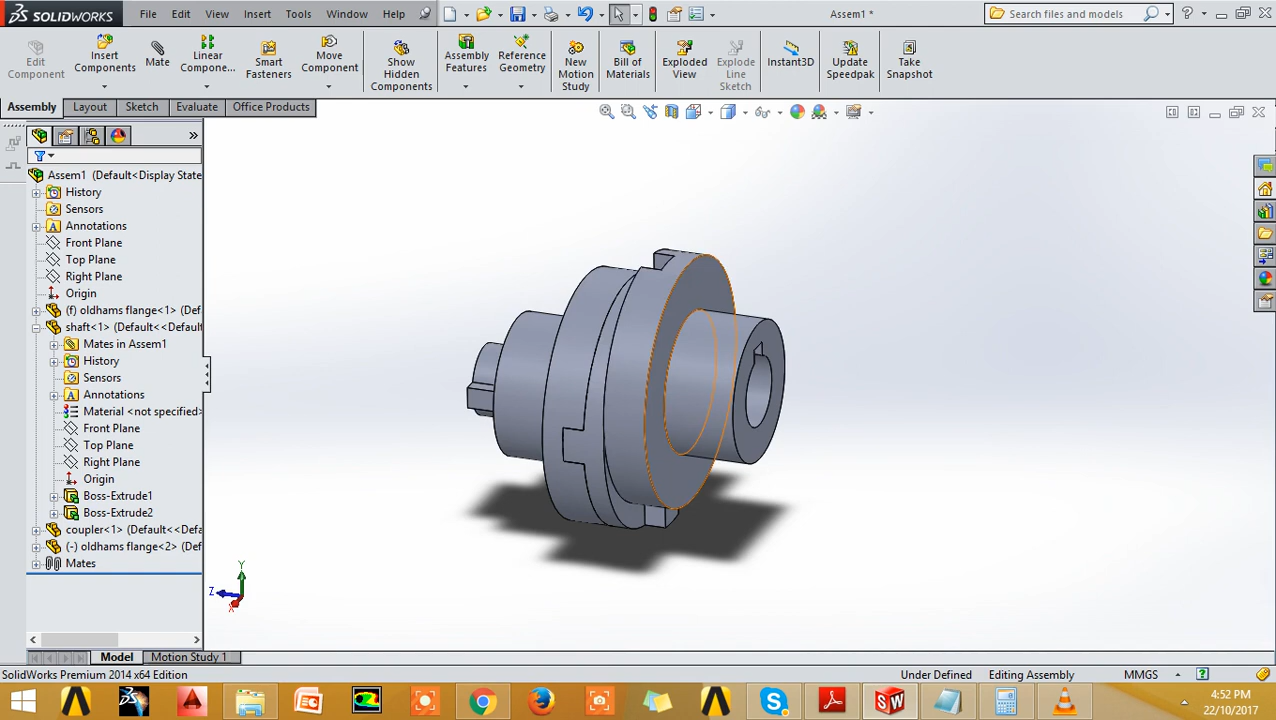 SOLIDWORKS File Edit View Insert Tools Window Help Assem1 * Search files and models
Edit Component
Insert Components
Mate
Linear Compone...
Smart Fasteners
Move Component
Show Hidden Components
Assembly Features
Reference Geometry
New Motion Study
Bill of Materials
Exploded View
Explode Line Sketch
Instant3D
Update Speedpak
Take Snapshot
Assembly Layout Sketch Evaluate Office Products
Assem1 (Default<Display State
History
Sensors
Annotations
Front Plane
Top Plane
Right Plane
Origin
(f) oldhams flange<1> (Def
shaft<1> (Default<<Default
Mates in Assem1
History
Sensors
Annotations
Material <not specified>
Front Plane
Top Plane
Right Plane
Origin
Boss-Extrude1
Boss-Extrude2
coupler<1> (Default<<Defau
(-) oldhams flange<2> (Def
Mates
Y
Z
X
Model Motion Study 1
SolidWorks Premium 2014 x64 Edition Under Defined Editing Assembly MMGS
4:52 PM
22/10/2017